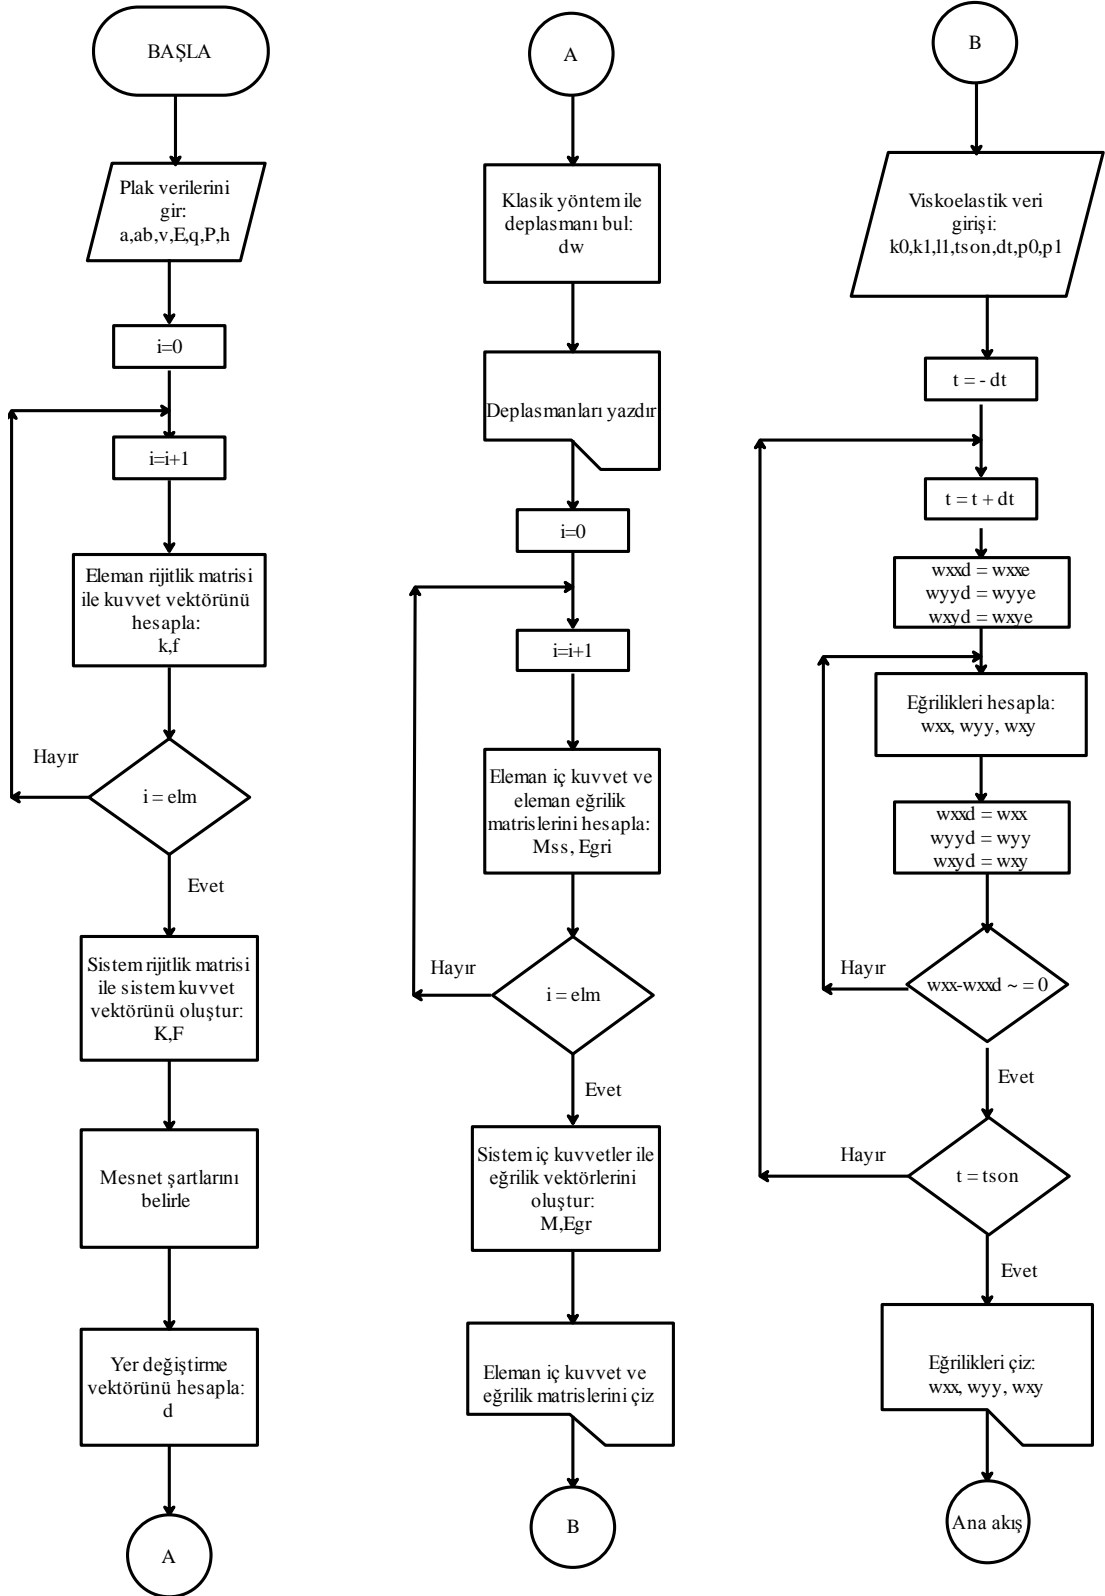 BAŞLA
Plak verilerini
gir:
a,ab,v,E,q,P,h
i=0
i=i+1
Eleman rijitlik matrisi
ile kuvvet vektörünü
hesapla:
k,f
Hayır
i = elm
Evet
Sistem rijitlik matrisi
ile sistem kuvvet
vektörünü oluştur:
K,F
Mesnet şartlarını
belirle
Yer değiştirme
vektörünü hesapla:
d
A
A
Klasik yöntem ile
deplasmanı bul:
dw
Deplasmanları yazdır
i=0
i=i+1
Eleman iç kuvvet ve
eleman eğrilik
matrislerini hesapla:
Mss, Egri
Hayır
i = elm
Evet
Sistem iç kuvvetler ile
eğrilik vektörlerini
oluştur:
M,Egr
Eleman iç kuvvet ve
eğrilik matrislerini çiz
B
B
Viskoelastik veri
girişi:
k0,k1,l1,tson,dt,p0,p1
t = - dt
t = t + dt
wxxd = wxxe
wyyd = wyye
wxyd = wxye
Eğrilikleri hesapla:
wxx, wyy, wxy
wxxd = wxx
wyyd = wyy
wxyd = wxy
Hayır
wxx-wxxd ~ = 0
Evet
Hayır
t = tson
Evet
Eğrilikleri çiz:
wxx, wyy, wxy
Ana akış